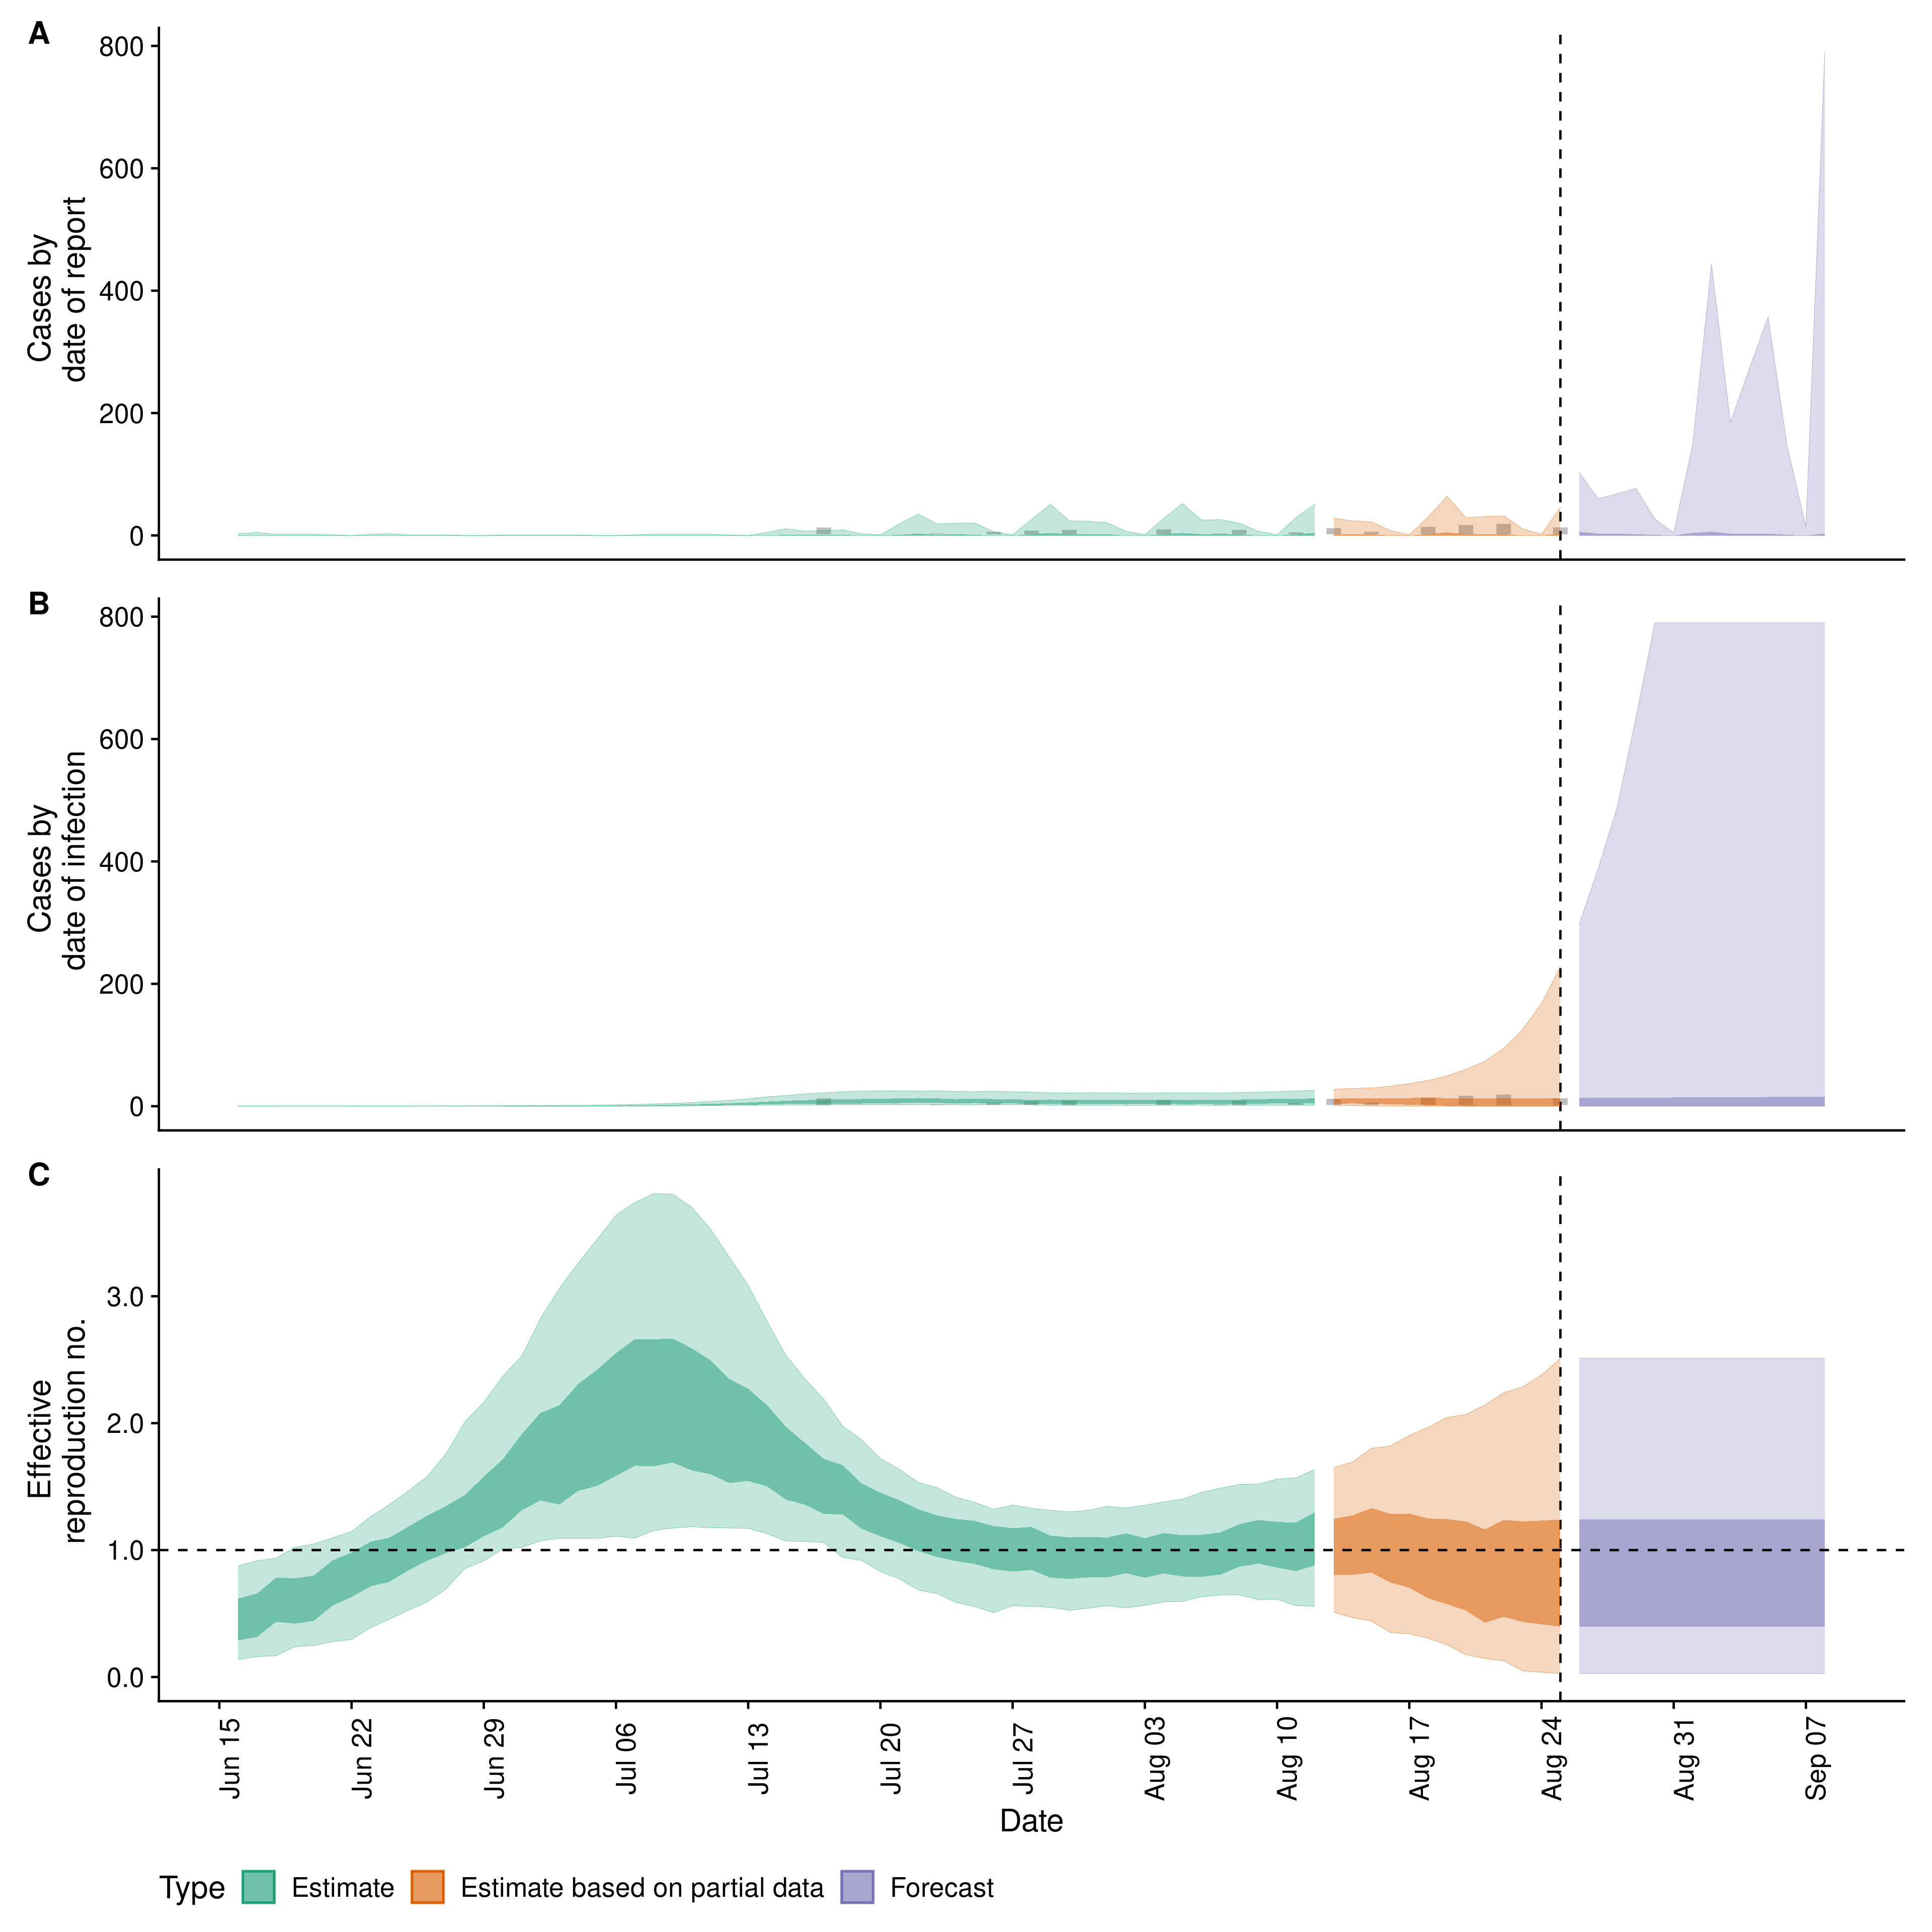 A
800
600
400
200
0
Cases by
date of report
B
800
600
400
200
0
Cases by
date of infection
C
3.0
2.0
1.0
0.0
Effective
reproduction no.
Jun 15
Jun 22
Jun 29
Jul 06
Jul 13
Jul 20
Jul 27
Aug 03
Aug 10
Aug 17
Aug 24
Aug 31
Sep 07
Date
Type Estimate Estimate based on partial data Forecast